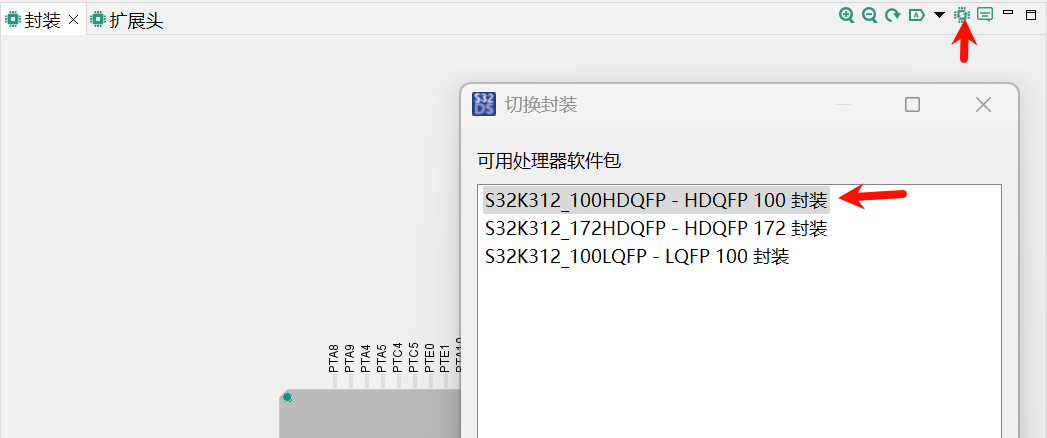 封装
扩展头
S32
DS
切换封装
可用处理器软件包
S32K312_100HDQFP - HDQFP 100 封装
S32K312_172HDQFP - HDQFP 172 封装
S32K312_100LQFP - LQFP 100 封装
PTA8
PTA9
PTA4
PTA5
PTC4
PTC5
PTE0
PTE1